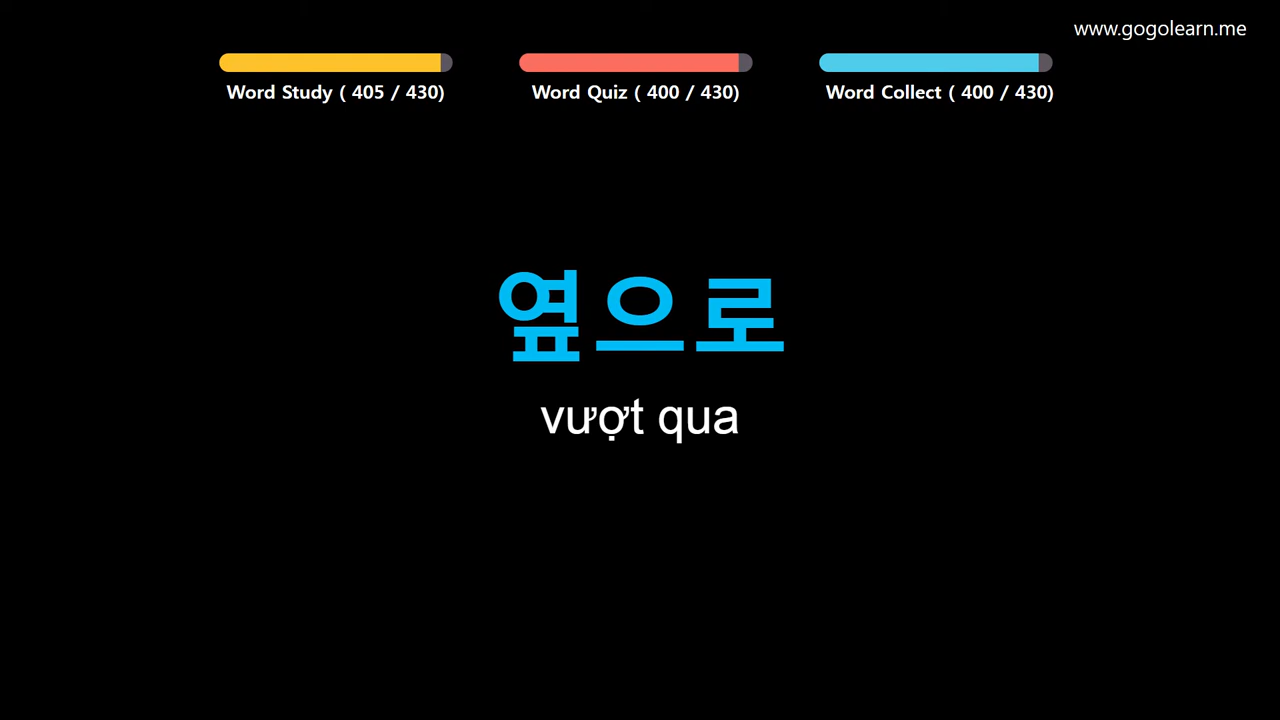 www.gogolearn.me
Word Study ( 405 / 430)
Word Quiz ( 400 / 430)
Word Collect ( 400 / 430)
옆으로
vượt qua